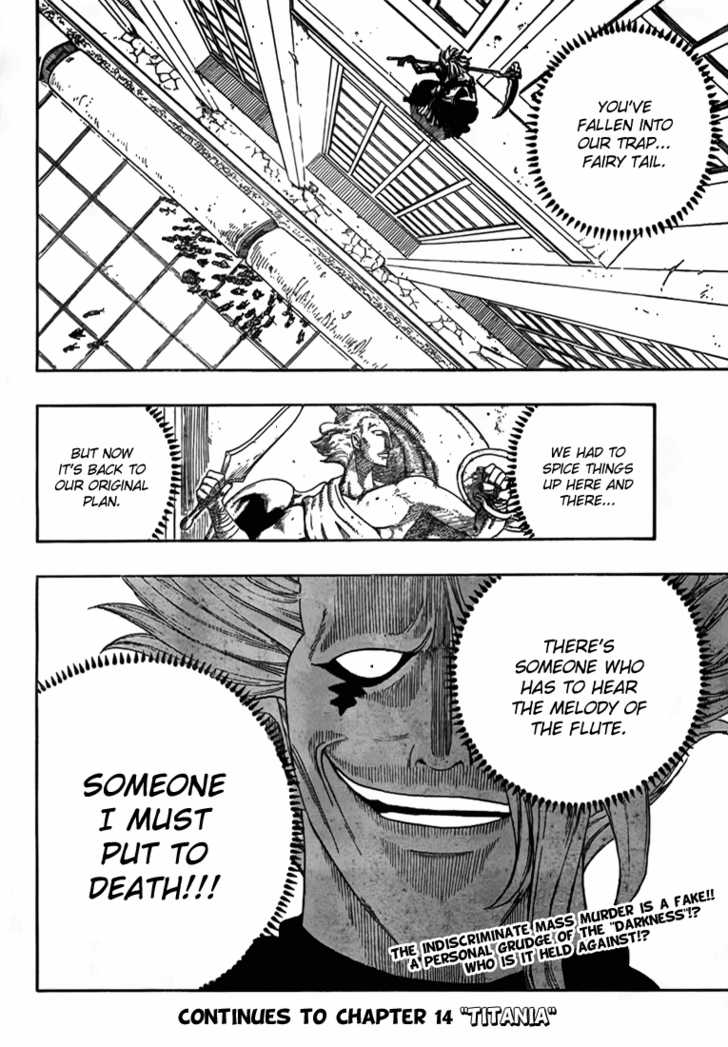 YOU'VE
FALLEN INTO
OUR TRAP...
FAIRY TAIL.
WE HAD TO
SPICE THINGS
UP HERE AND
THERE...
BUT NOW
IT'S BACK TO
OUR ORIGINAL
PLAN.
THERE'S
SOMEONE WHO
HAS TO HEAR
THE MELODY OF
THE FLUTE.
SOMEONE
I MUST
PUT TO
DEATH!!!
THE INDISCRIMINATE MASS MURDER IS A FAKE!!
A PERSONAL GRUDGE OF THE "DARKNESS"!?
WHO IS IT HELD AGAINST!?
CONTINUES TO CHAPTER 14 "TITANIA"